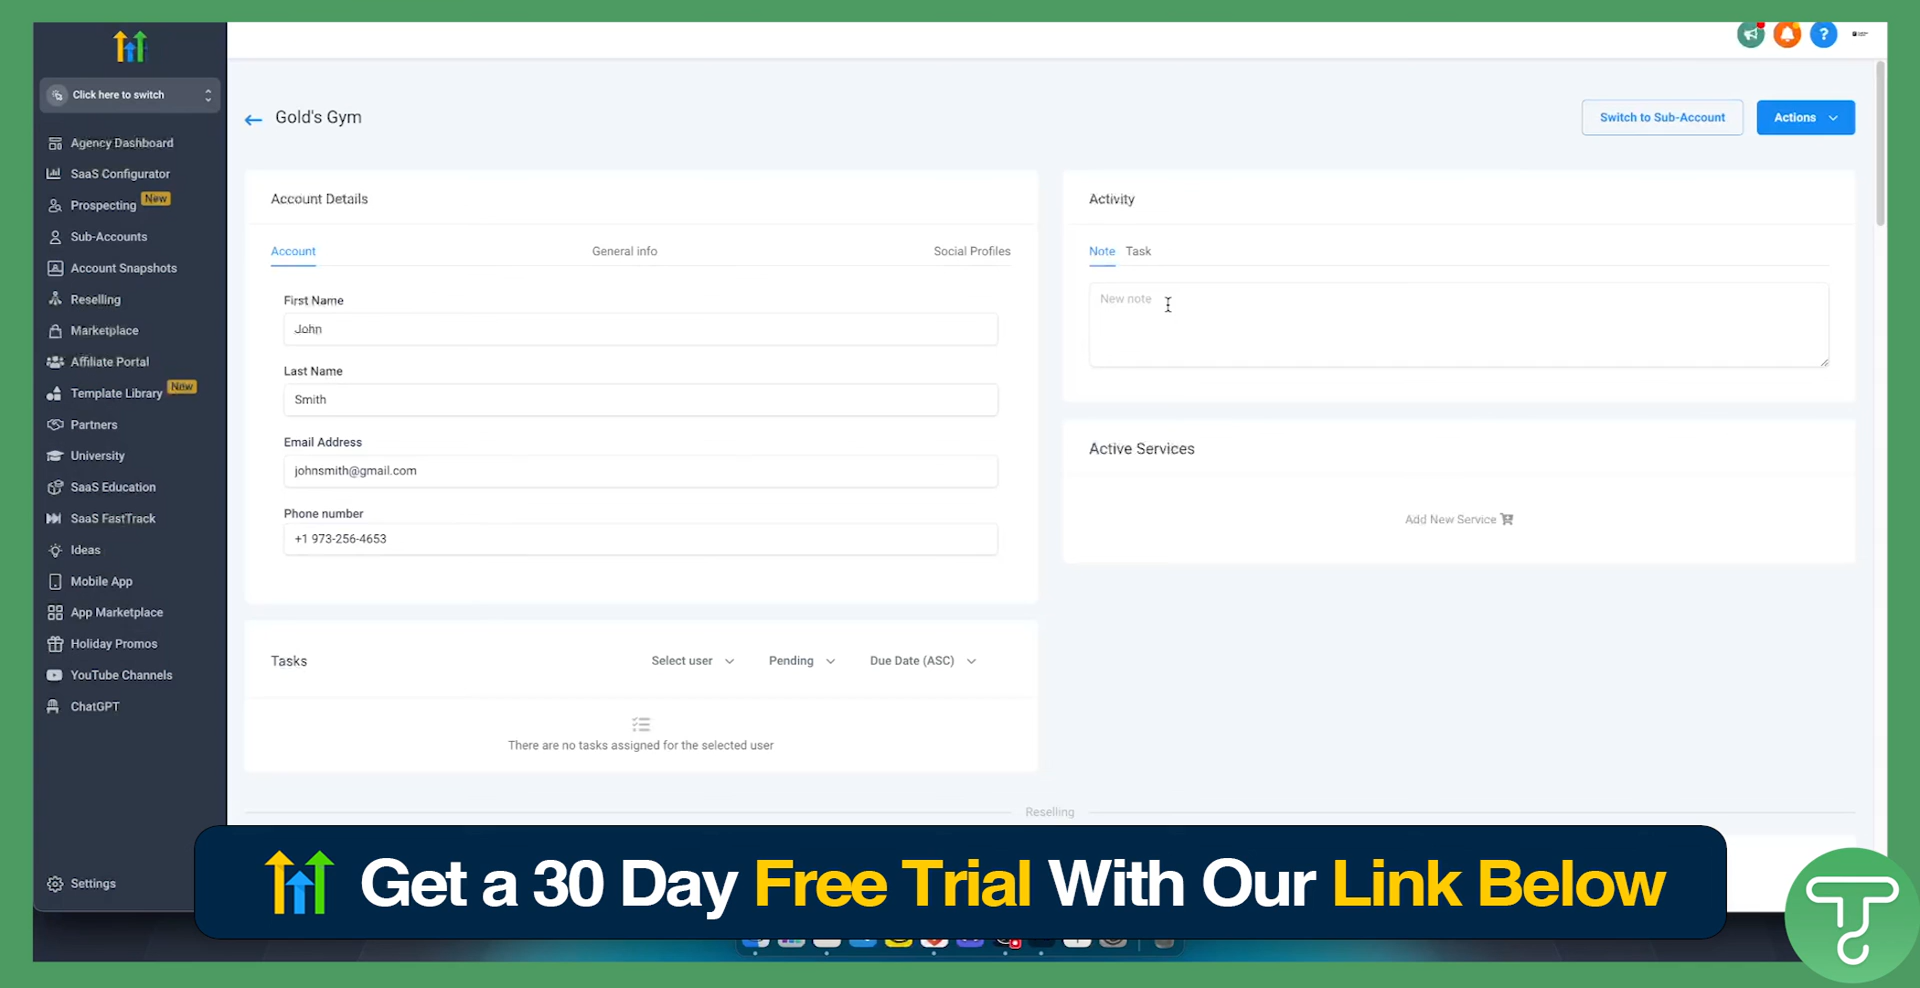 Click here to switch
Agency Dashboard
SaaS Configurator
Prospecting New
Sub-Accounts
Account Snapshots
Reselling
Marketplace
Affiliate Portal
Template Library New
Partners
University
SaaS Education
SaaS FastTrack
Ideas
Mobile App
App Marketplace
Holiday Promos
YouTube Channels
ChatGPT
Settings
Gold's Gym
Switch to Sub-Account
Actions
Account Details
Account General info Social Profiles
First Name
John
Last Name
Smith
Email Address
johnsmith@gmail.com
Phone number
+1 973-256-4653
Activity
Note Task
New note
Active Services
Add New Service
Tasks Select user Pending Due Date (ASC)
There are no tasks assigned for the selected user
Reselling
Get a 30 Day Free Trial With Our Link Below